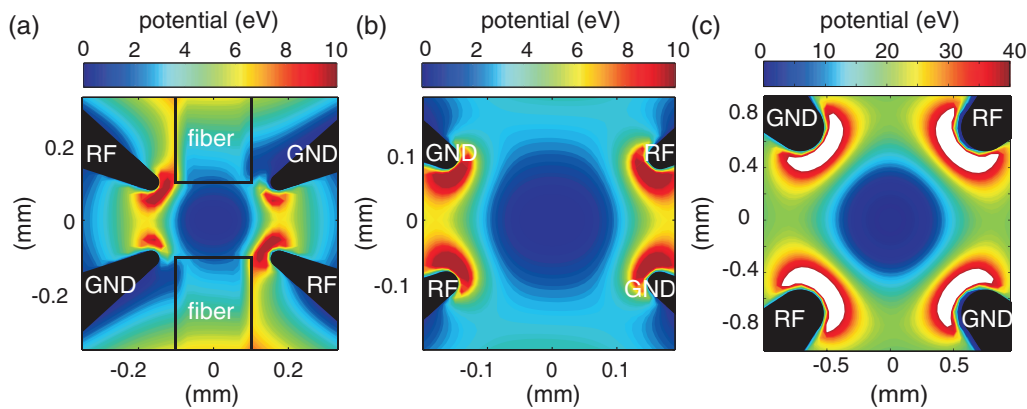 (a) potential (eV)
0 2 4 6 8 10
RF fiber GND
GND fiber RF
0.2
0
-0.2
(mm)
-0.2 0 0.2
(mm)
(b) potential (eV)
0 2 4 6 8 10
GND RF
RF GND
0.1
0
-0.1
(mm)
-0.1 0 0.1
(mm)
(c) potential (eV)
0 10 20 30 40
GND RF
RF GND
0.8
0.4
0
-0.4
-0.8
(mm)
-0.5 0 0.5
(mm)